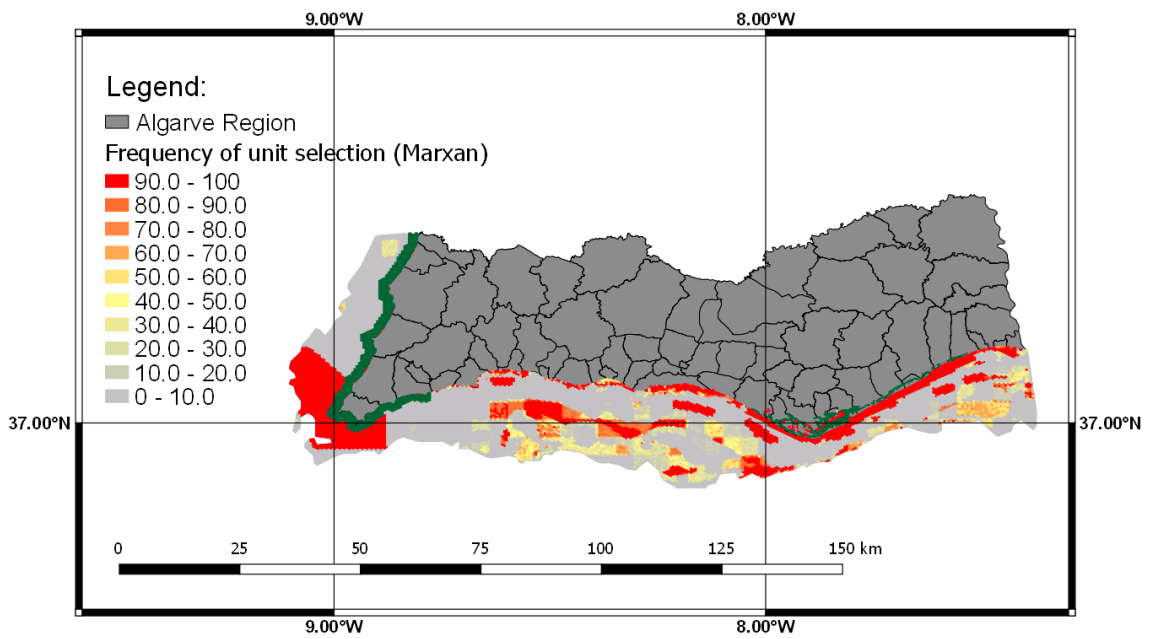 9.00°W 8.00°W
Legend:
Algarve Region
Frequency of unit selection (Marxan)
90.0 - 100
80.0 - 90.0
70.0 - 80.0
60.0 - 70.0
50.0 - 60.0
40.0 - 50.0
30.0 - 40.0
20.0 - 30.0
10.0 - 20.0
0 - 10.0
37.00°N 37.00°N
0 25 50 75 100 125 150 km
9.00°W 8.00°W